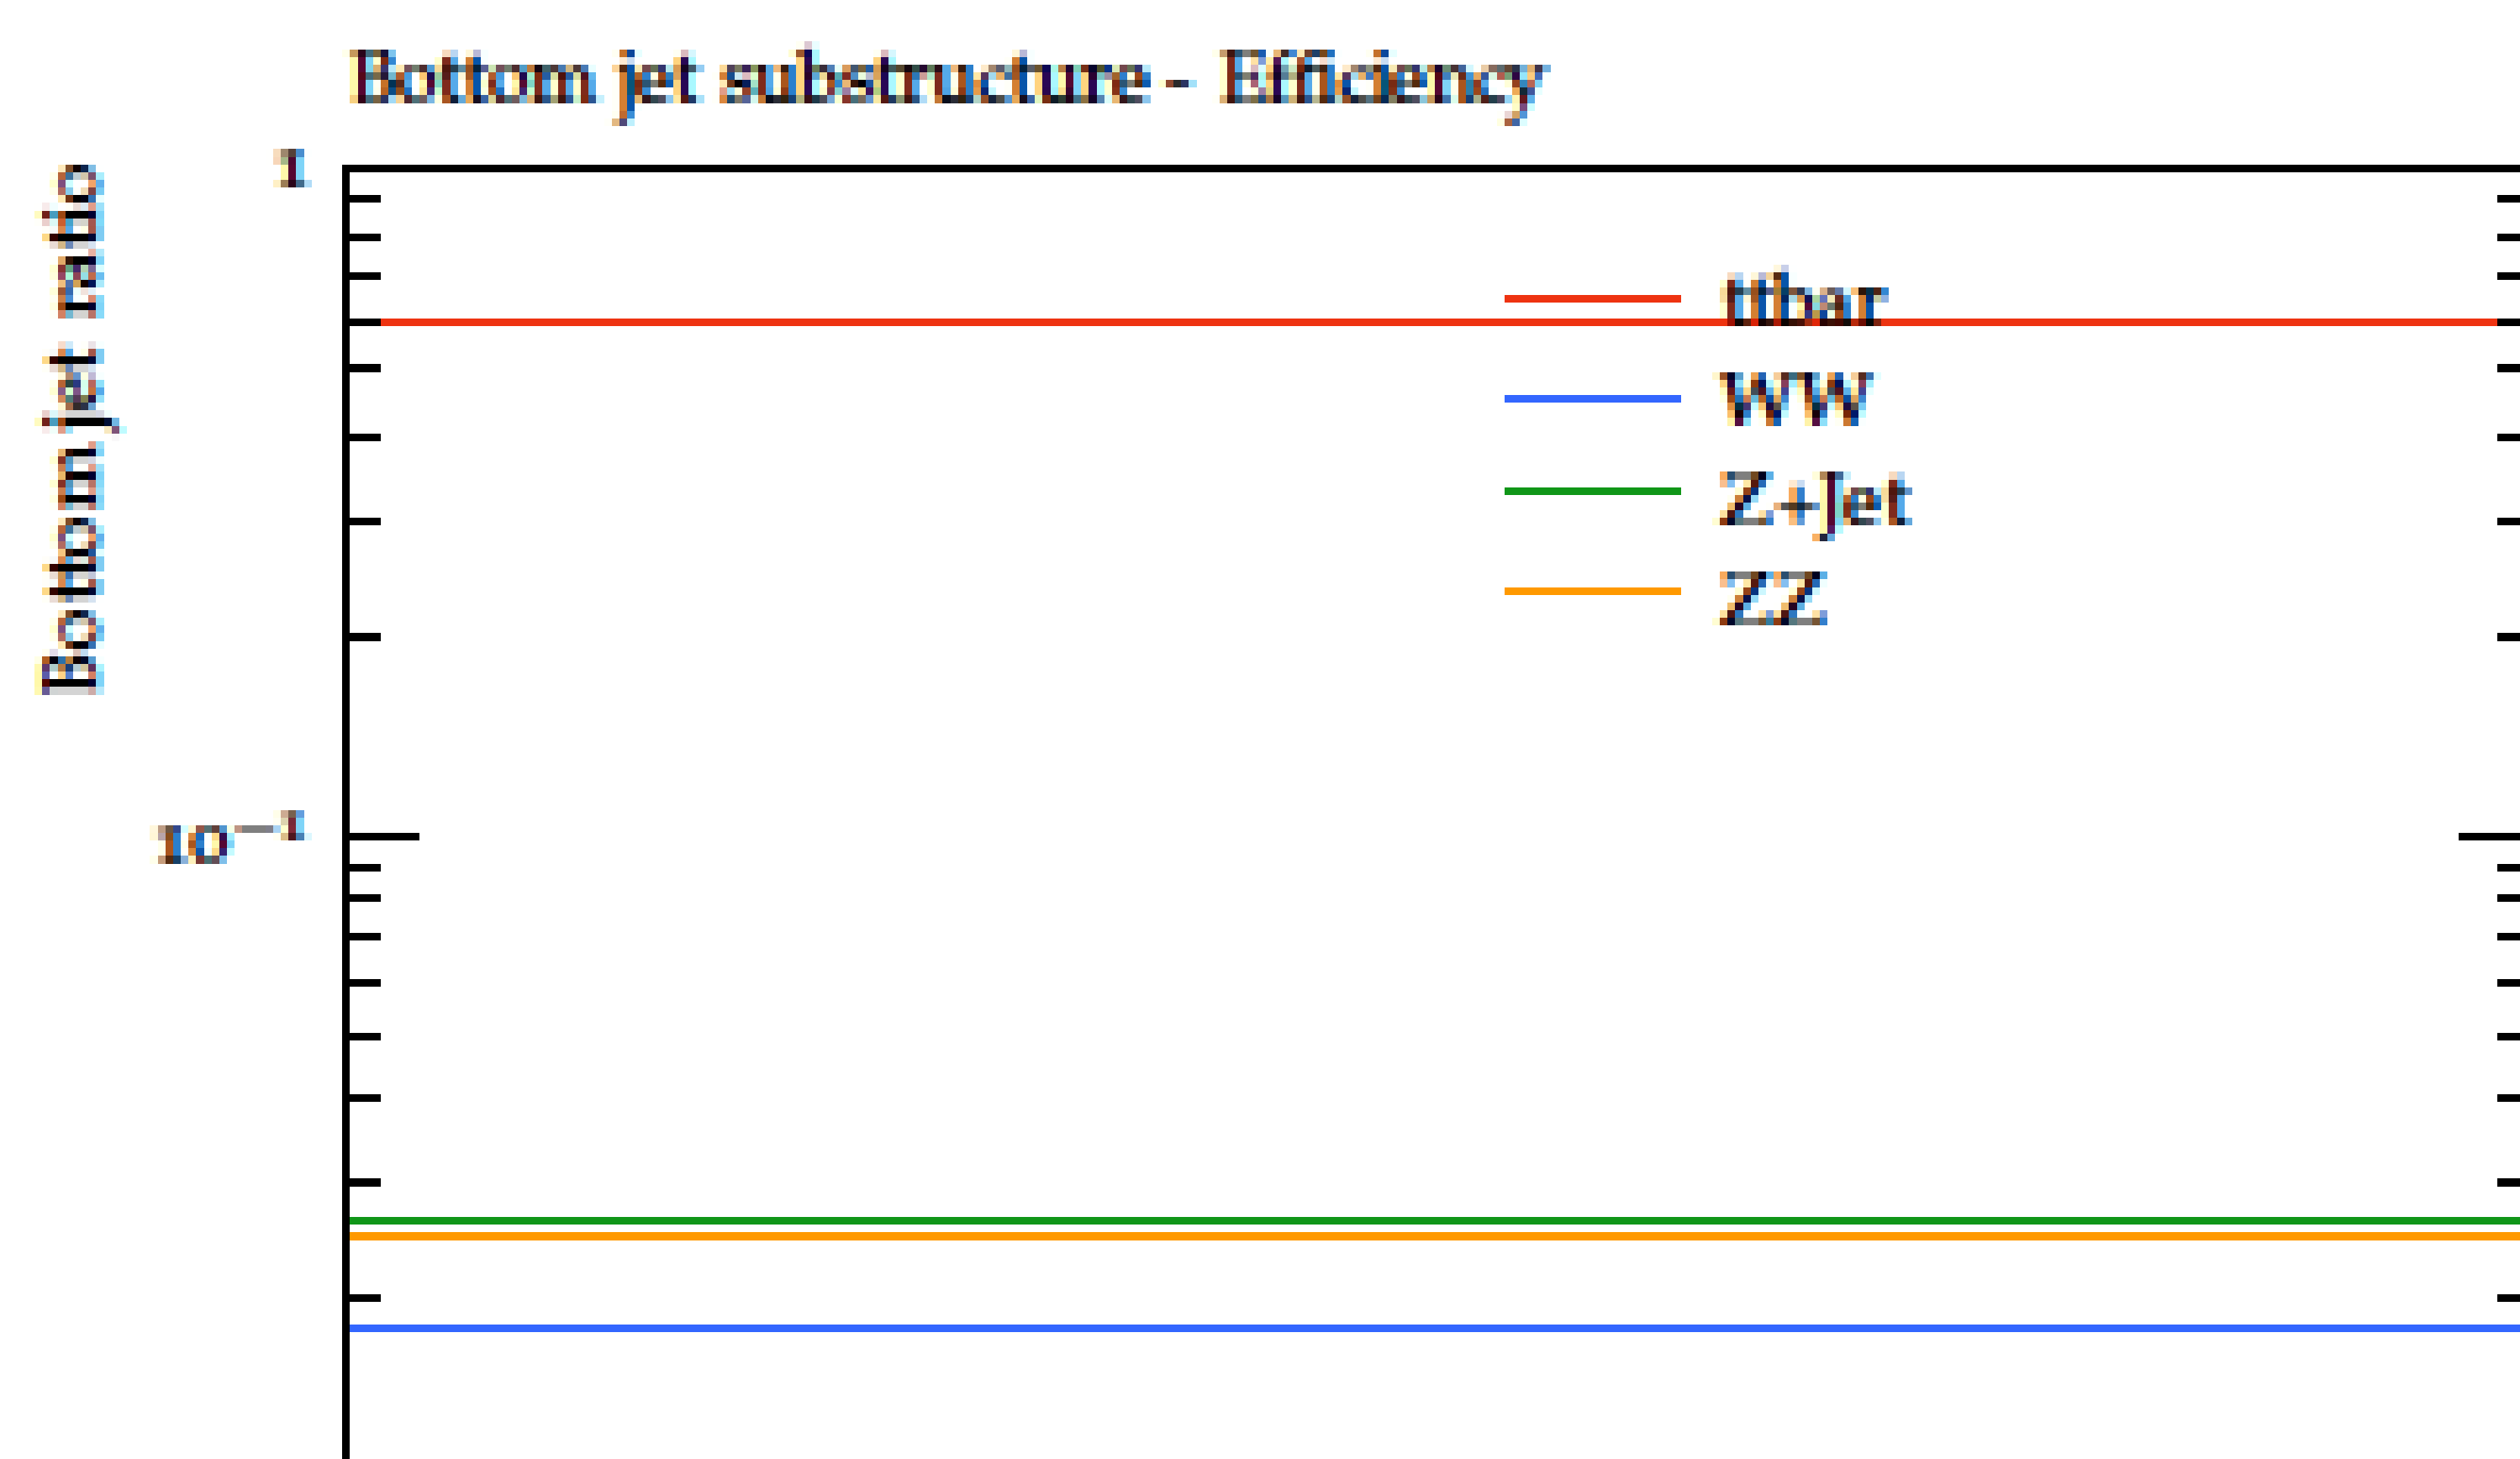 Bottom jet substructure - Efficiency
Bottom jet ratio
1
ttbar
WW
Z+Jet
ZZ
10⁻¹